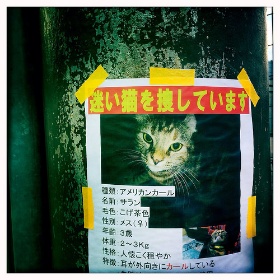 迷い猫を捜しています
種類:アメリカンカール
名前:サラン
毛色:こげ茶色
性別:メス(♀)
年齢:3歳
体重:2〜3Kg
性格:人懐こく穏やか
特徴:耳が外向きにカールしている